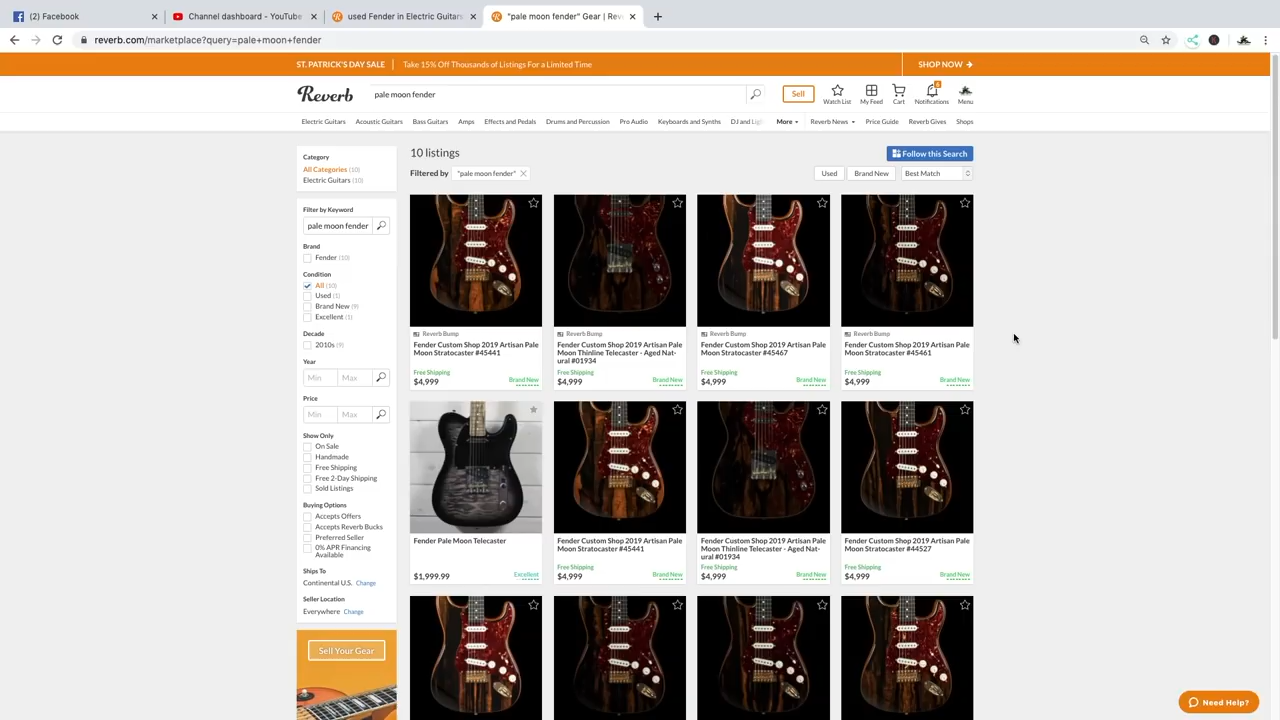 (2) Facebook
Channel dashboard - YouTube
used Fender in Electric Guitars
"pale moon fender" Gear | Rev
reverb.com/marketplace?query=pale+moon+fender
ST. PATRICK'S DAY SALE
Take 15% Off Thousands of Listings For a Limited Time
SHOP NOW
Reverb
pale moon fender
Sell
Watch List
My Feed
Cart
Notifications
Menu
Electric Guitars
Acoustic Guitars
Bass Guitars
Amps
Effects and Pedals
Drums and Percussion
Pro Audio
Keyboards and Synths
DJ and Ligh
More
Reverb News
Price Guide
Reverb Gives
Shops
Category
All Categories (10)
Electric Guitars (10)
Filter by Keyword
pale moon fender
Brand
Fender (10)
Condition
All (10)
Used (1)
Brand New (9)
Excellent (1)
Decade
2010s (9)
Year
Min
Max
Price
Min
Max
Show Only
On Sale
Handmade
Free Shipping
Free 2-Day Shipping
Sold Listings
Buying Options
Accepts Offers
Accepts Reverb Bucks
Preferred Seller
0% APR Financing
Available
Ships To
Continental U.S. Change
Seller Location
Everywhere Change
Sell Your Gear
10 listings
Follow this Search
Filtered by
"pale moon fender"
Used
Brand New
Best Match
Reverb Bump
Fender Custom Shop 2019 Artisan Pale
Moon Stratocaster #45441
Free Shipping
$4,999
Brand New
Reverb Bump
Fender Custom Shop 2019 Artisan Pale
Moon Thinline Telecaster - Aged Nat-
ural #01934
Free Shipping
$4,999
Brand New
Reverb Bump
Fender Custom Shop 2019 Artisan Pale
Moon Stratocaster #45467
Free Shipping
$4,999
Brand New
Reverb Bump
Fender Custom Shop 2019 Artisan Pale
Moon Stratocaster #45461
Free Shipping
$4,999
Brand New
Fender Pale Moon Telecaster
$1,999.99
Excellent
Fender Custom Shop 2019 Artisan Pale
Moon Stratocaster #45441
Free Shipping
$4,999
Brand New
Fender Custom Shop 2019 Artisan Pale
Moon Thinline Telecaster - Aged Nat-
ural #01934
Free Shipping
$4,999
Brand New
Fender Custom Shop 2019 Artisan Pale
Moon Stratocaster #44527
Free Shipping
$4,999
Brand New
Need Help?